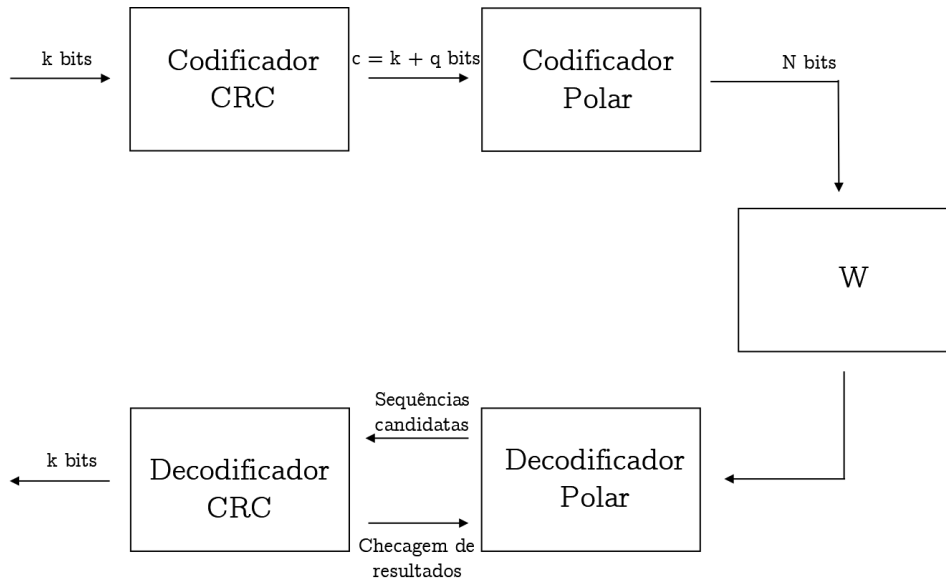 k bits
Codificador
CRC
c = k + q bits
Codificador
Polar
N bits
W
Sequências
candidatas
k bits
Decodificador
CRC
Decodificador
Polar
Checagem de
resultados